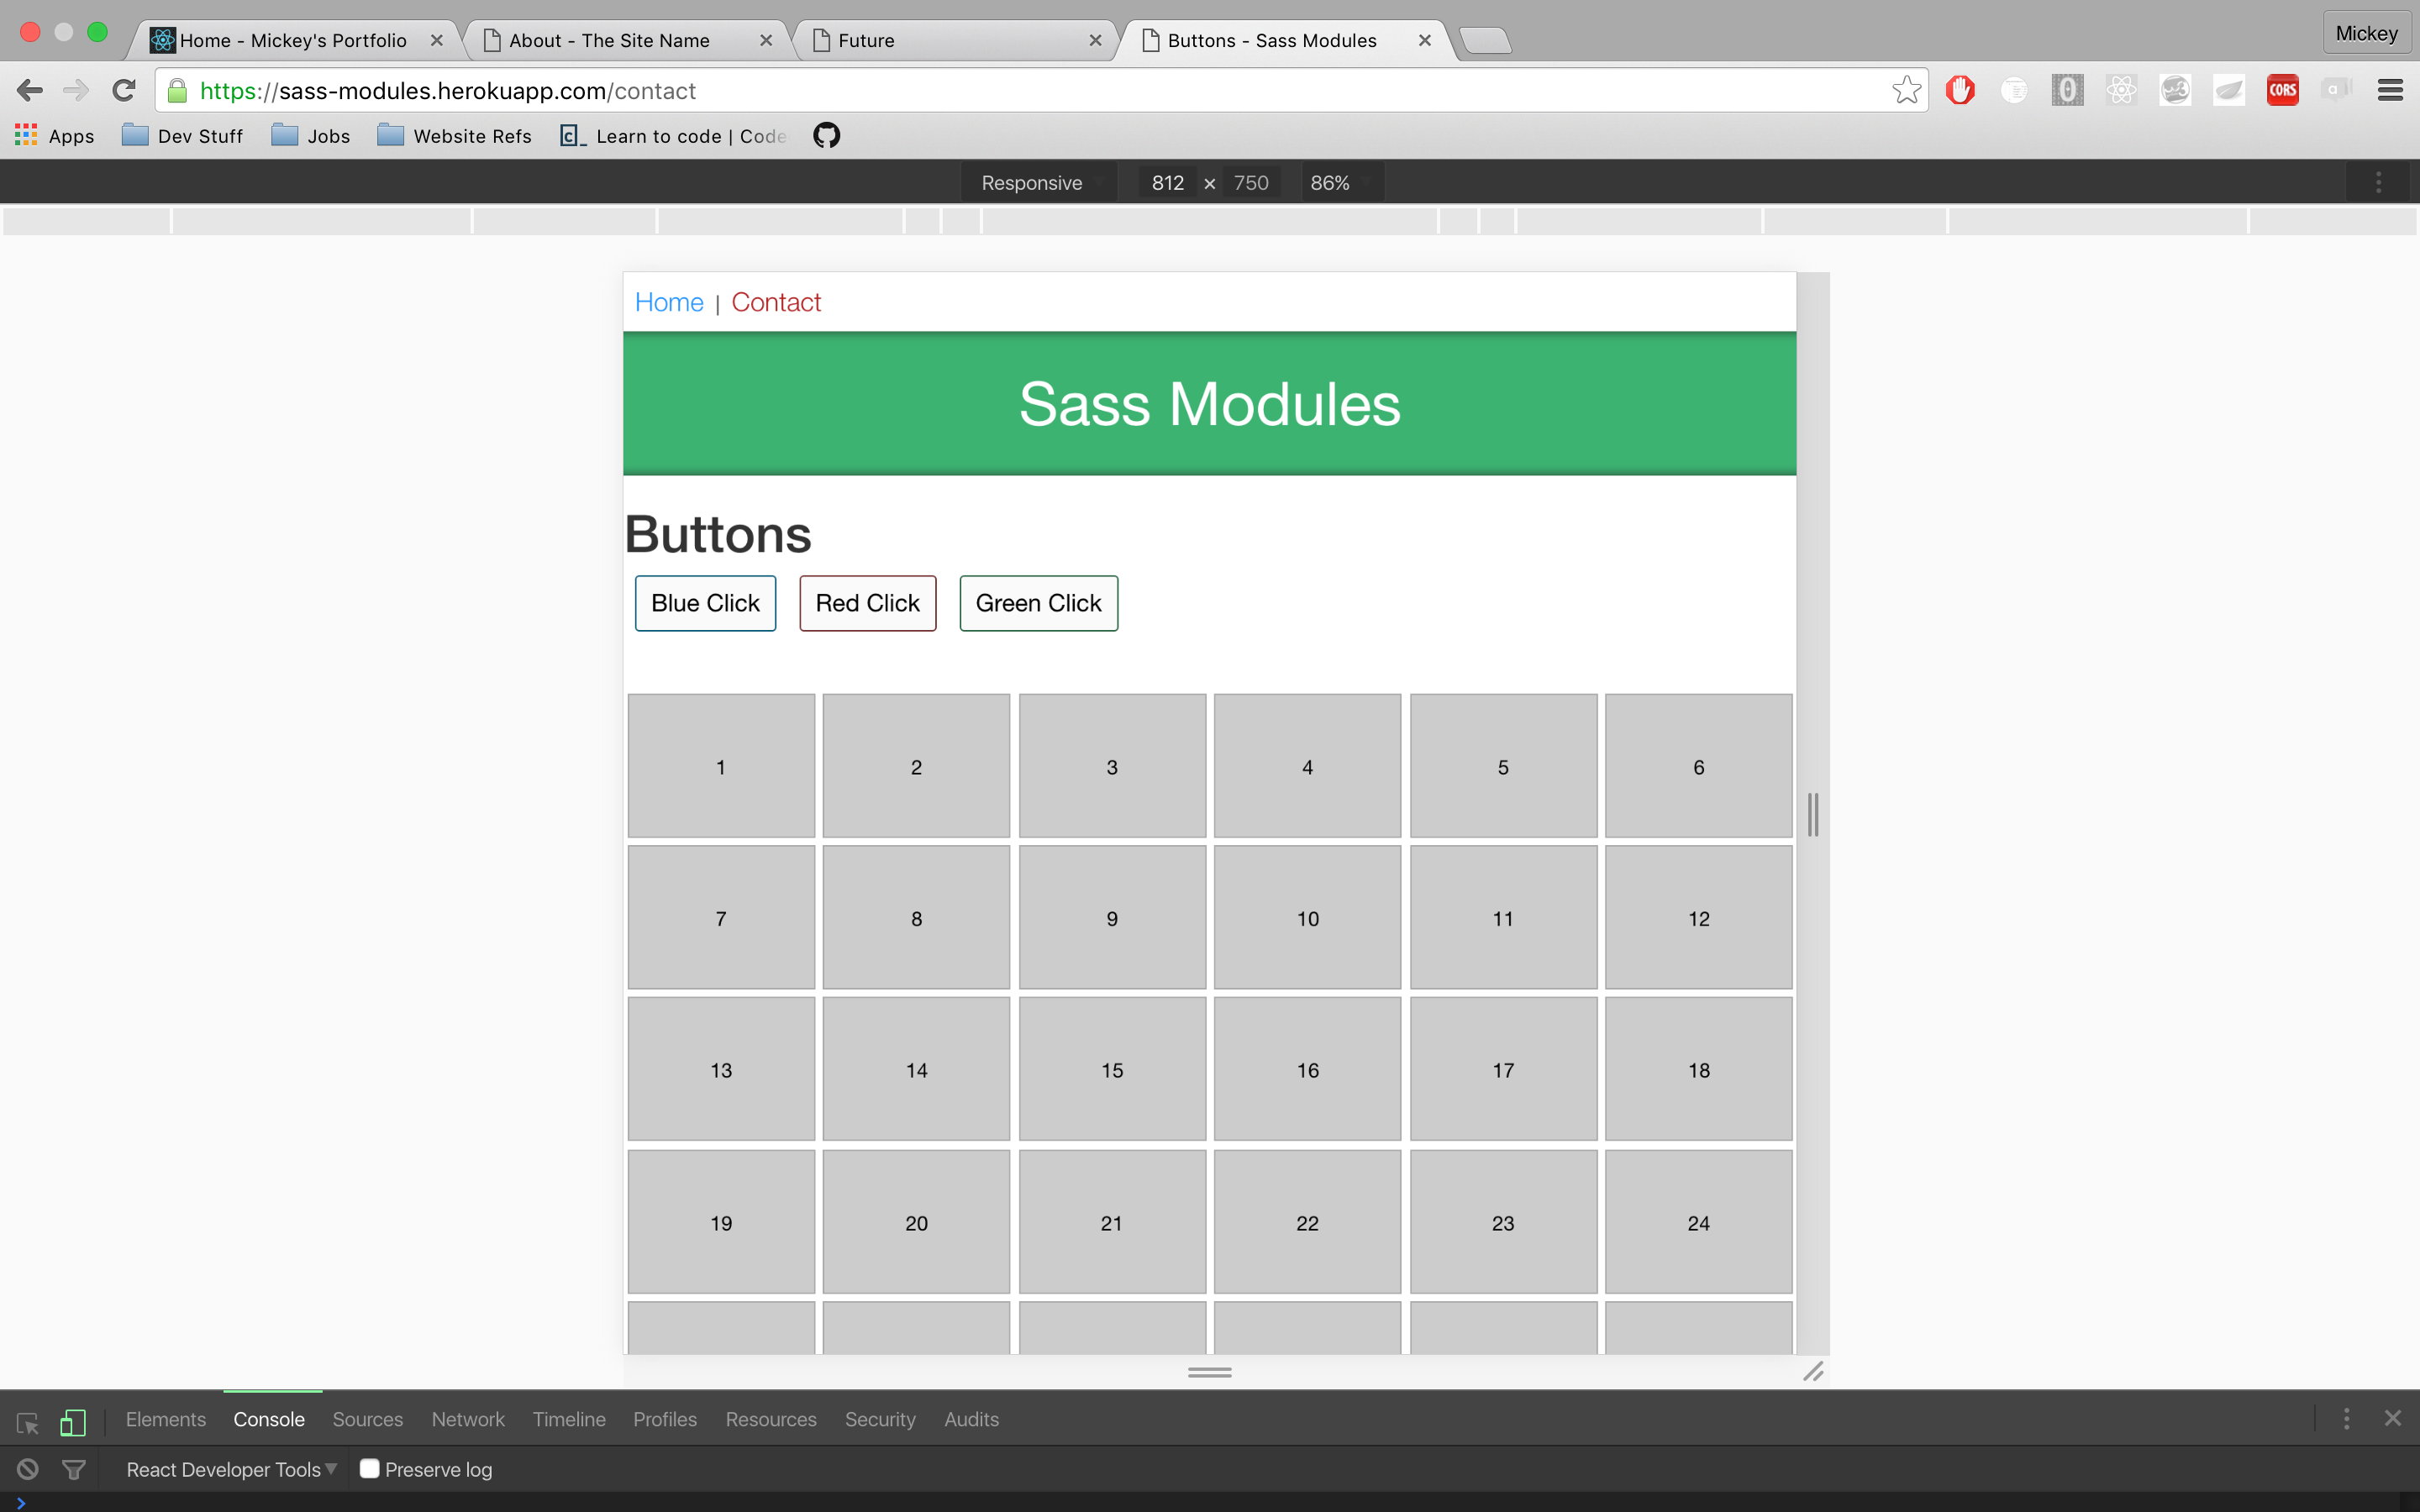 Home - Mickey's Portfolio
About - The Site Name
Future
Buttons - Sass Modules
Mickey
https://sass-modules.herokuapp.com/contact
0
CORS
a
Apps
Dev Stuff
Jobs
Website Refs
C_ Learn to code | Code
Responsive 812 × 750 86%
Home | Contact
Sass Modules
Buttons
Blue Click
Red Click
Green Click
1 2 3 4 5 6
7 8 9 10 11 12
13 14 15 16 17 18
19 20 21 22 23 24
Elements Console Sources Network Timeline Profiles Resources Security Audits
React Developer Tools Preserve log